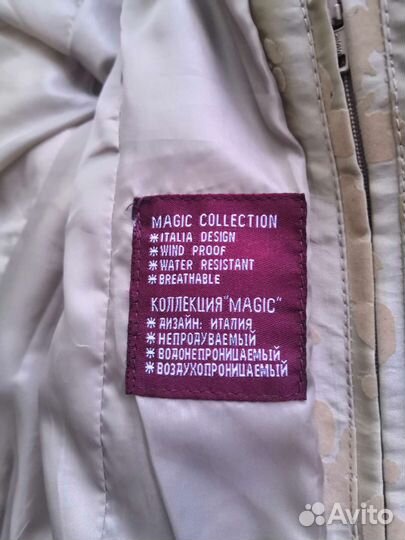 MAGIC COLLECTION
*ITALIA DESIGN
*WIND PROOF
*WATER RESISTANT
*BREATHABLE
КОЛЛЕКЦИЯ "MAGIC"
*ДИЗАЙН: ИТАЛИЯ
*НЕПРОДУВАЕМЫЙ
*ВОДОНЕПРОНИЦАЕМЫЙ
*ВОЗДУХОПРОНИЦАЕМЫЙ
Avito